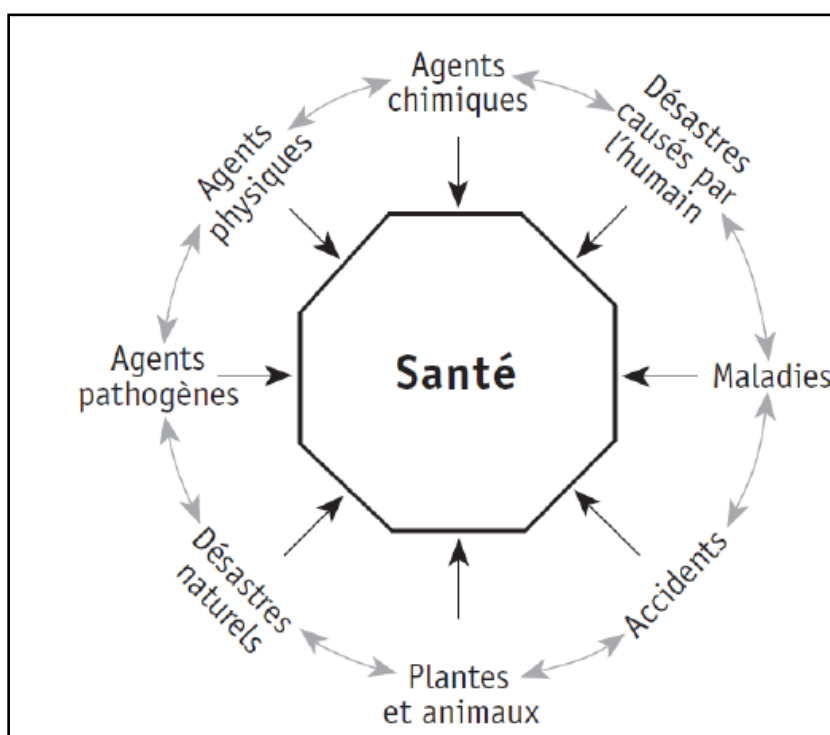 Agents
chimiques
Désastres
causés par
l'humain
Agents
physiques
Santé
Agents
pathogènes
Maladies
Désastres
naturels
Accidents
Plantes
et animaux